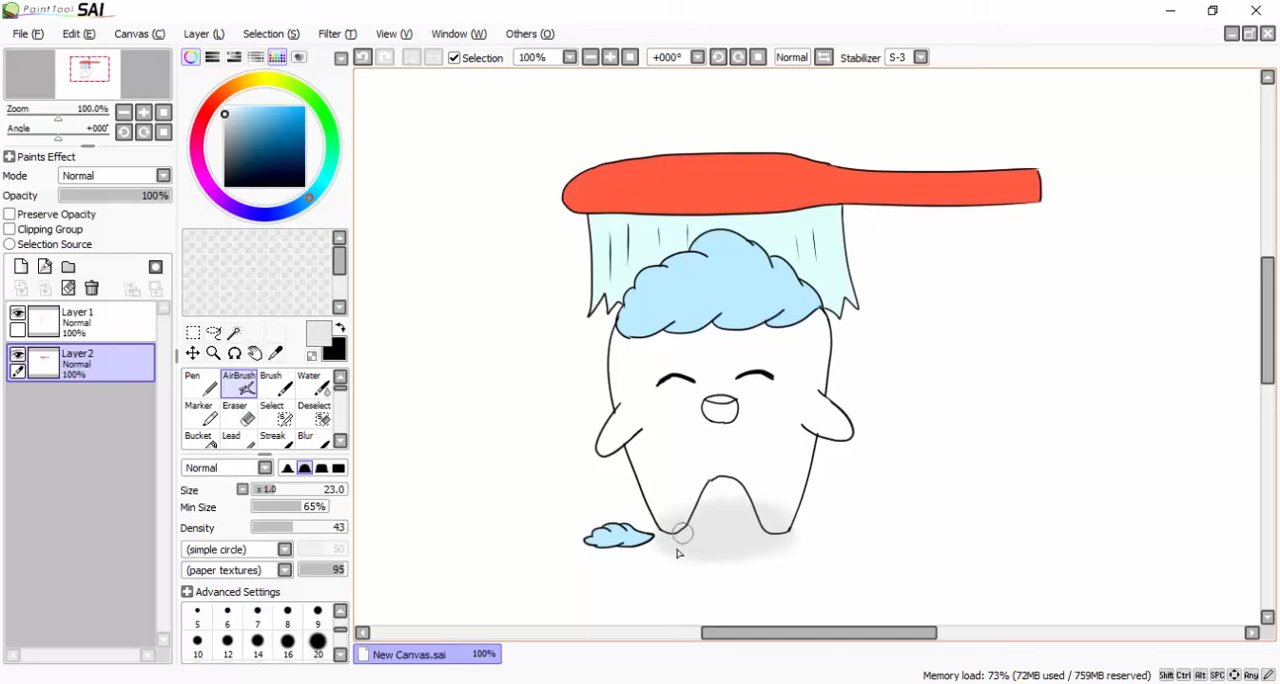 PaintTool SAI
File (F) Edit (E) Canvas (C) Layer (L) Selection (S) Filter (T) View (V) Window (W) Others (O)
Selection 100% +000° Normal Stabilizer S-3
Zoom 100.0%
Angle +000°
Paints Effect
Mode Normal
Opacity 100%
Preserve Opacity
Clipping Group
Selection Source
Layer1
Normal
100%
Layer2
Normal
100%
Pen AirBrush Brush Water
Marker Eraser Select Deselect
Bucket Lead Streak Blur
Normal
Size x 1.0 23.0
Min Size 65%
Density 43
(simple circle) 50
(paper textures) 95
Advanced Settings
5 6 7 8 9
10 12 14 16 20
New Canvas.sai 100%
Memory load: 73% (72MB used / 759MB reserved) Shift Ctrl Alt SPC Any